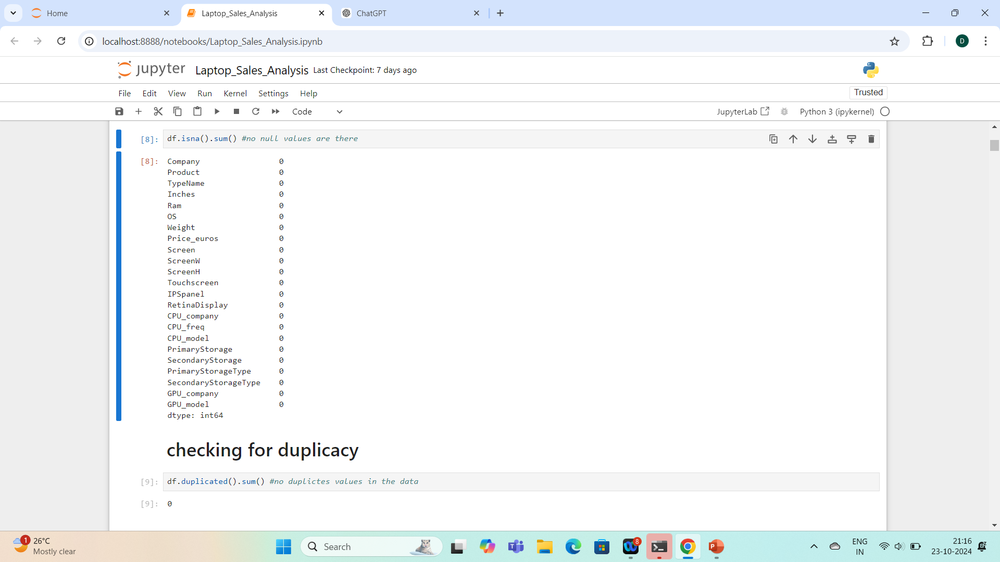 Home
Laptop_Sales_Analysis
ChatGPT
localhost:8888/notebooks/Laptop_Sales_Analysis.ipynb
D
jupyter Laptop_Sales_Analysis Last Checkpoint: 7 days ago
File Edit View Run Kernel Settings Help
Trusted
Code
JupyterLab
Python 3 (ipykernel)
[8]: df.isna().sum() #no null values are there
[8]: Company 0
Product 0
TypeName 0
Inches 0
Ram 0
OS 0
Weight 0
Price_euros 0
Screen 0
ScreenW 0
ScreenH 0
Touchscreen 0
IPSpanel 0
RetinaDisplay 0
CPU_company 0
CPU_freq 0
CPU_model 0
PrimaryStorage 0
SecondaryStorage 0
PrimaryStorageType 0
SecondaryStorageType 0
GPU_company 0
GPU_model 0
dtype: int64
checking for duplicacy
[9]: df.duplicated().sum() #no duplictes values in the data
[9]: 0
1
26°C
Mostly clear
Search
8
ENG
IN
21:16
23-10-2024